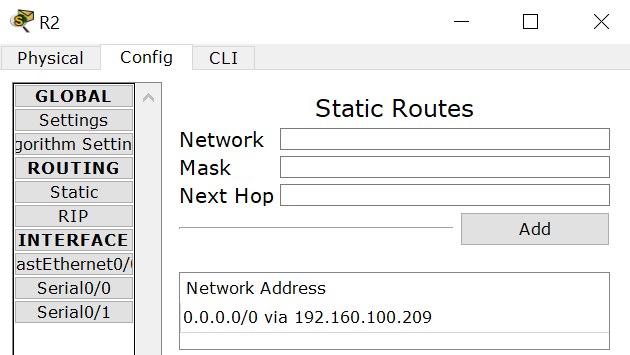 R2
Physical Config CLI
GLOBAL
Settings
gorithm Settin
ROUTING
Static
RIP
INTERFACE
astEthernet0/
Serial0/0
Serial0/1
Static Routes
Network
Mask
Next Hop
Add
Network Address
0.0.0.0/0 via 192.160.100.209